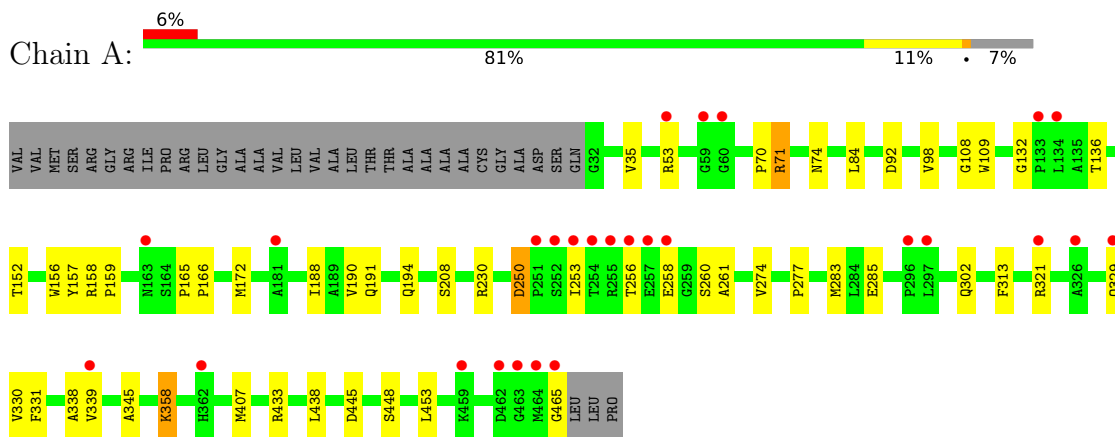 6%
Chain A:
81% 11% • 7%
VAL VAL MET SER ARG GLY ARG ILE PRO ARG LEU GLY ALA ALA VAL LEU VAL ALA LEU THR THR ALA ALA ALA ALA CYS GLY ALA ASP SER GLN G32 V35 R53 G59 G60 P70 R71 N74 L84 D92 V98 G108 W109 G132 P133 L134 A135 T136
T152 W156 Y157 R158 P159 N163 S164 P165 P166 M172 A181 I188 A189 V190 Q191 Q194 S208 R230 D250 P251 S252 I253 T254 R255 T256 E257 E258 G259 S260 A261 V274 P277 M283 L284 E285 P296 L297 Q302 F313 R321 A326
V330 F331 A338 V339 A345 K358 H362 M407 R433 L438 D445 S448 L453 K459 D462 G463 M464 G465 LEU LEU PRO